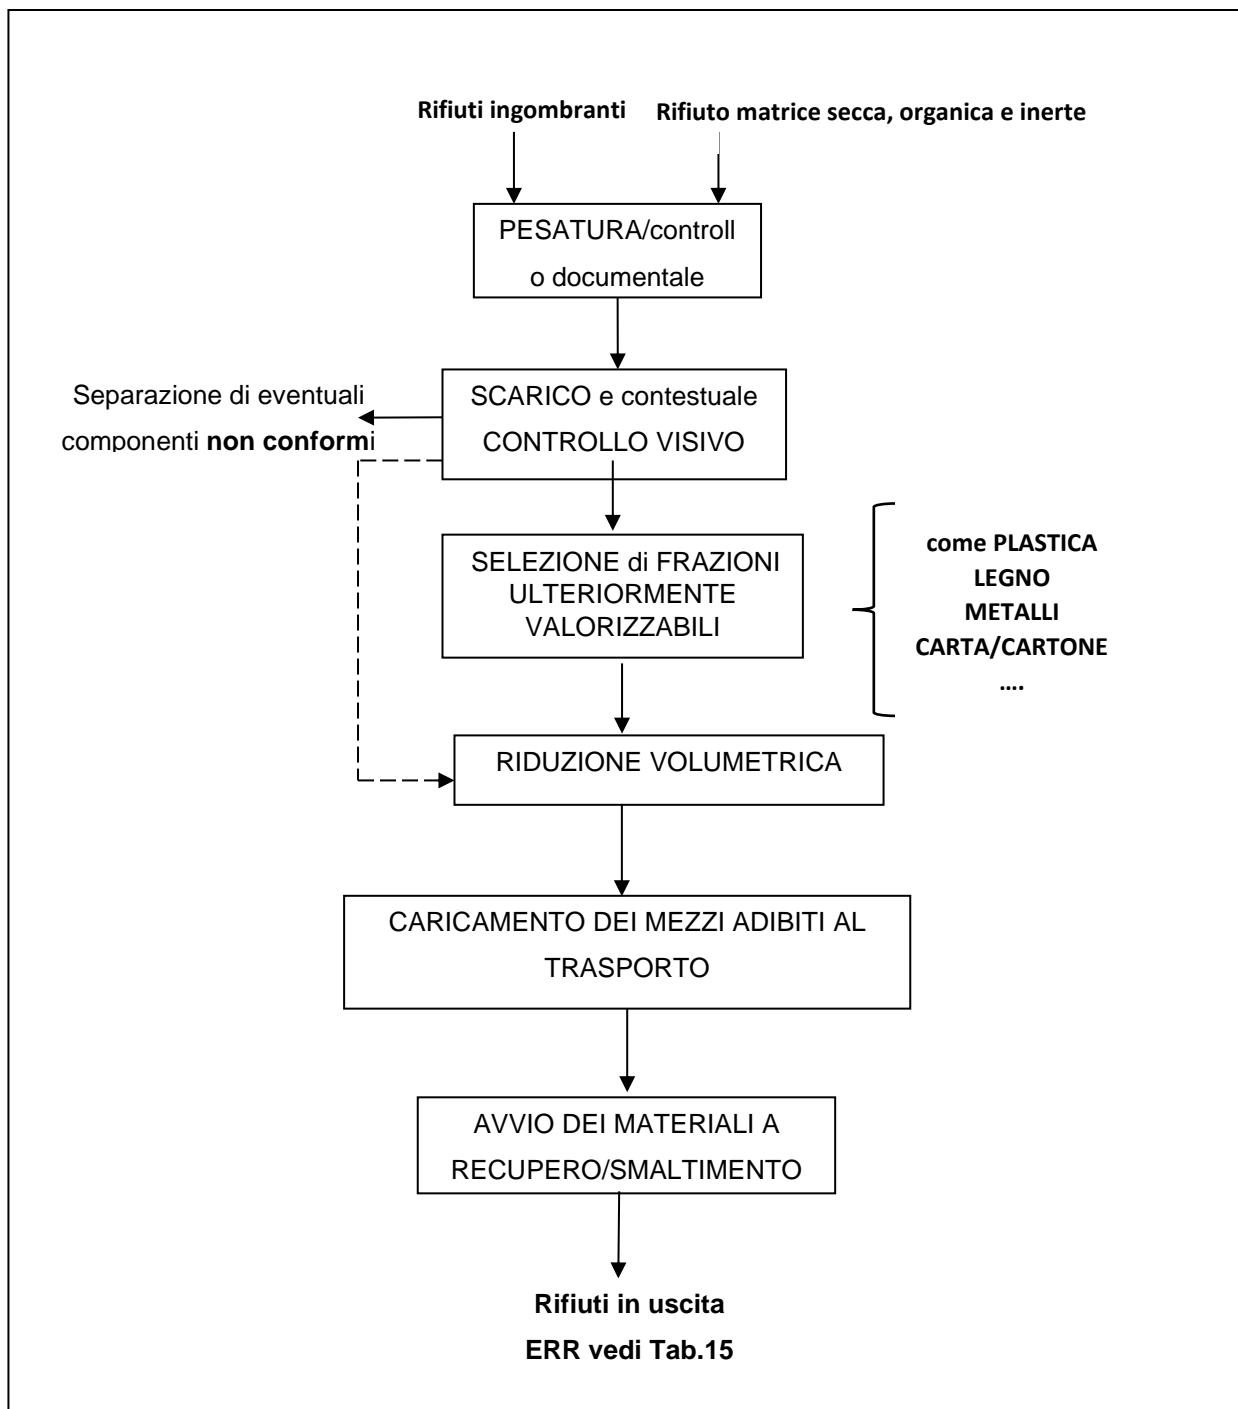 Rifiuti ingombranti
Rifiuto matrice secca, organica e inerte
PESATURA/controll
o documentale
Separazione di eventuali
componenti non conformi
SCARICO e contestuale
CONTROLLO VISIVO
SELEZIONE di FRAZIONI
ULTERIORMENTE
VALORIZZABILI
come PLASTICA
LEGNO
METALLI
CARTA/CARTONE
....
RIDUZIONE VOLUMETRICA
CARICAMENTO DEI MEZZI ADIBITI AL
TRASPORTO
AVVIO DEI MATERIALI A
RECUPERO/SMALTIMENTO
Rifiuti in uscita
ERR vedi Tab.15